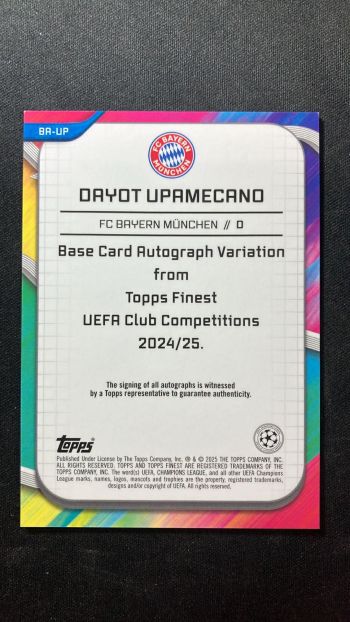 BA-UP
FC BAYERN
MÜNCHEN
DAYOT UPAMECANO
FC BAYERN MÜNCHEN // D
Base Card Autograph Variation
from
Topps Finest
UEFA Club Competitions
2024/25.
The signing of all autographs is witnessed
by a Topps representative to guarantee authenticity.
topps
Published Under License by The Topps Company, Inc. ® & © 2025 THE TOPPS COMPANY, INC.
ALL RIGHTS RESERVED. TOPPS AND TOPPS FINEST ARE REGISTERED TRADEMARKS OF THE
TOPPS COMPANY, INC. The word(s) UEFA, CHAMPIONS LEAGUE, and all other UEFA Champions
League marks, names, logos, mascots and trophies are the property, registered trademarks,
designs and/or copyright of UEFA. All rights reserved.